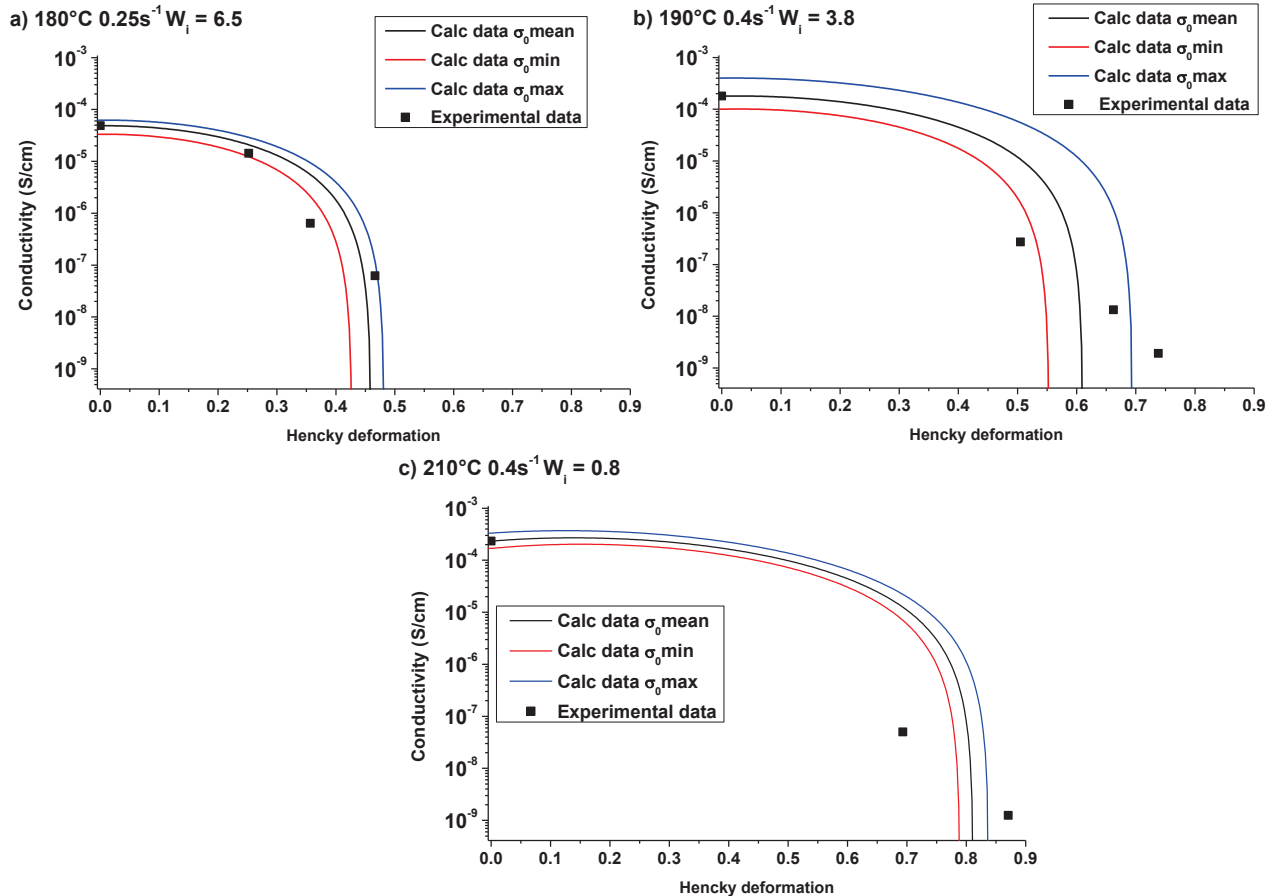 a) 180°C 0.25s⁻¹ Wᵢ = 6.5
Calc data σ₀mean
Calc data σ₀min
Calc data σ₀max
Experimental data
10⁻³
10⁻⁴
10⁻⁵
10⁻⁶
10⁻⁷
10⁻⁸
10⁻⁹
Conductivity (S/cm)
0.0 0.1 0.2 0.3 0.4 0.5 0.6 0.7 0.8 0.9
Hencky deformation
b) 190°C 0.4s⁻¹ Wᵢ = 3.8
Calc data σ₀mean
Calc data σ₀min
Calc data σ₀max
Experimental data
10⁻³
10⁻⁴
10⁻⁵
10⁻⁶
10⁻⁷
10⁻⁸
10⁻⁹
Conductivity (S/cm)
0.0 0.1 0.2 0.3 0.4 0.5 0.6 0.7 0.8 0.9
Hencky deformation
c) 210°C 0.4s⁻¹ Wᵢ = 0.8
10⁻³
10⁻⁴
10⁻⁵
10⁻⁶
10⁻⁷
10⁻⁸
10⁻⁹
Conductivity (S/cm)
Calc data σ₀mean
Calc data σ₀min
Calc data σ₀max
Experimental data
0.0 0.1 0.2 0.3 0.4 0.5 0.6 0.7 0.8 0.9
Hencky deformation